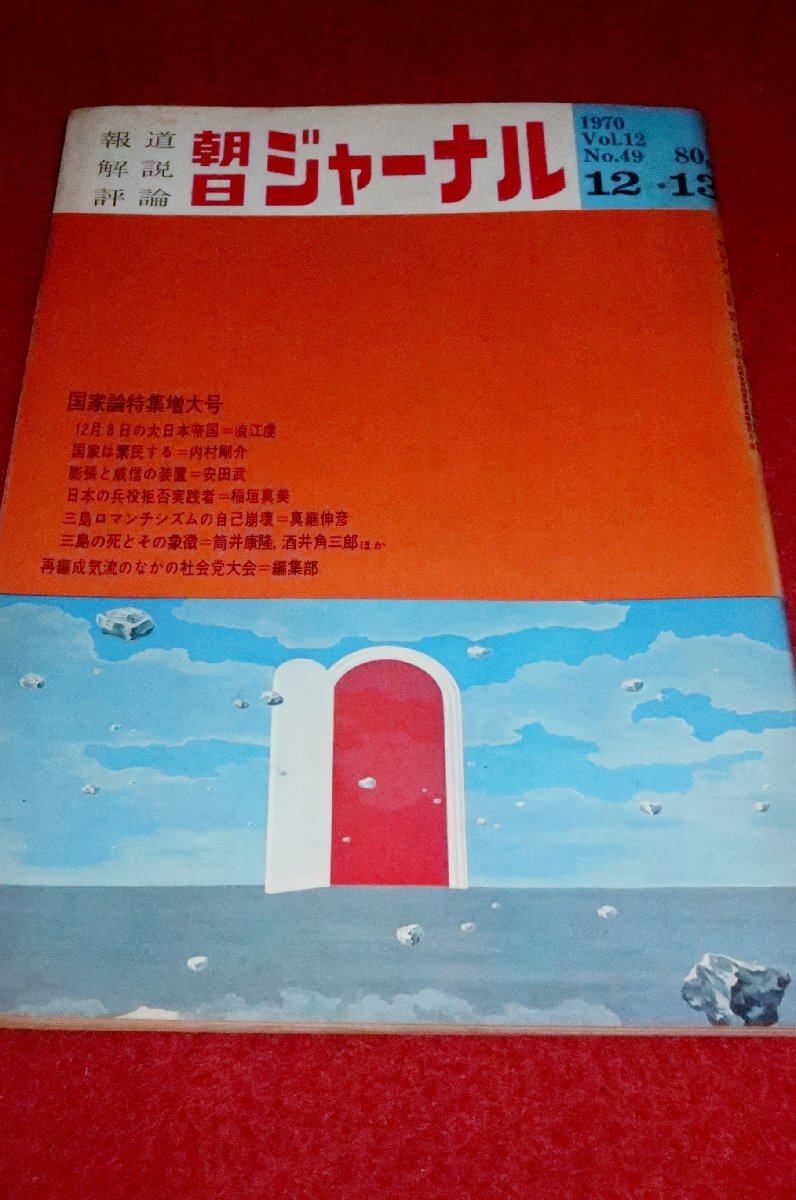 報道
解説
評論
朝日ジャーナル
1970
Vol.12
No.49
80
12・13
国家論特集増大号
12月8日の大日本帝国=浪江虔
国家は棄民する=内村剛介
膨張と威信の装置=安田武
日本の兵役拒否実践者=稲垣真美
三島ロマンチシズムの自己崩壊=真継伸彦
三島の死とその象徴=筒井康隆, 酒井角三郎ほか
再編成気流のなかの社会党大会=編集部